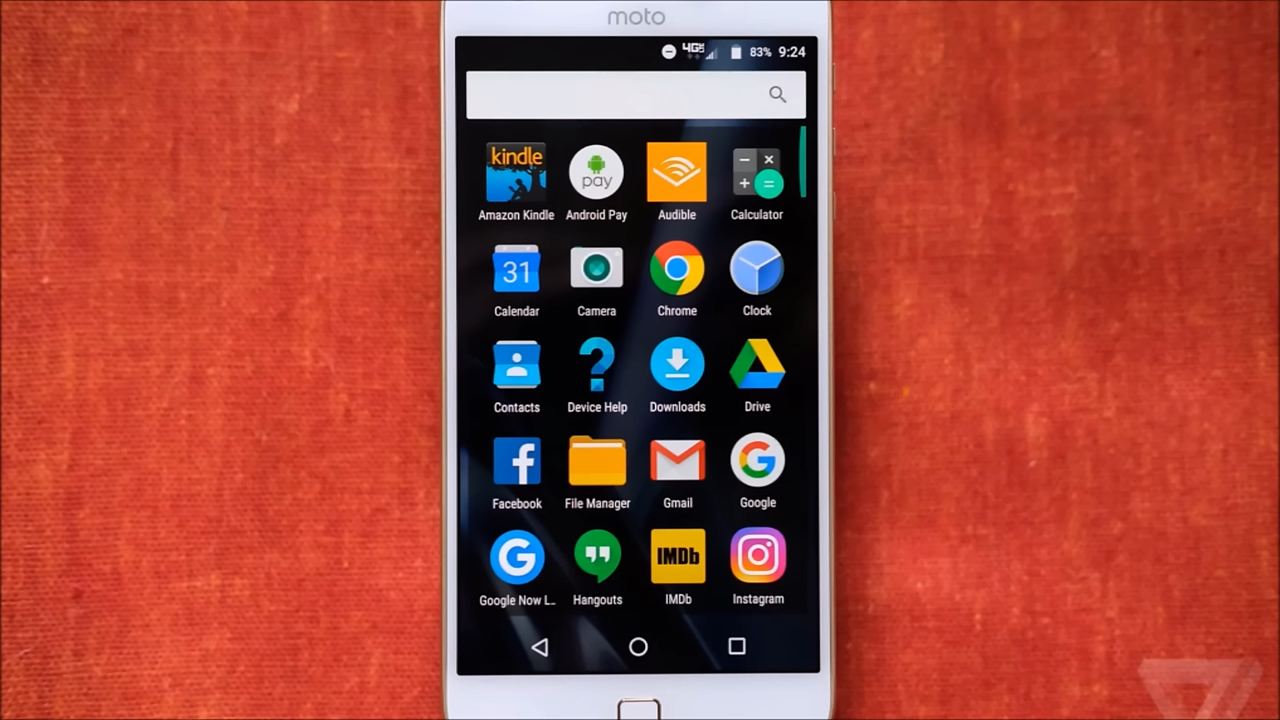 moto
4G 83% 9:24
kindle
pay
Amazon Kindle Android Pay Audible Calculator
31
Calendar Camera Chrome Clock
Contacts Device Help Downloads Drive
Facebook File Manager Gmail Google
IMDb
Google Now L... Hangouts IMDb Instagram